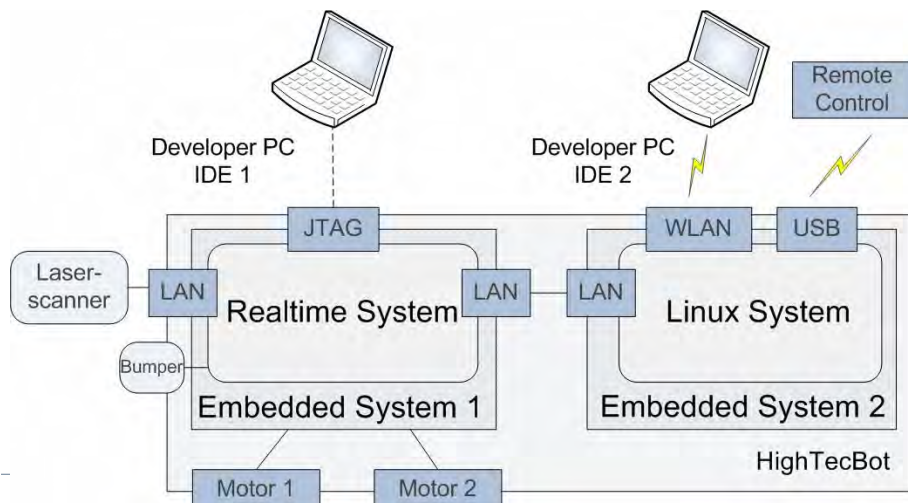 Remote
Control
Developer PC
IDE 1
Developer PC
IDE 2
JTAG
WLAN
USB
Laser-
scanner
LAN
Realtime System
LAN
LAN
Linux System
Bumper
Embedded System 1
Embedded System 2
HighTecBot
Motor 1
Motor 2